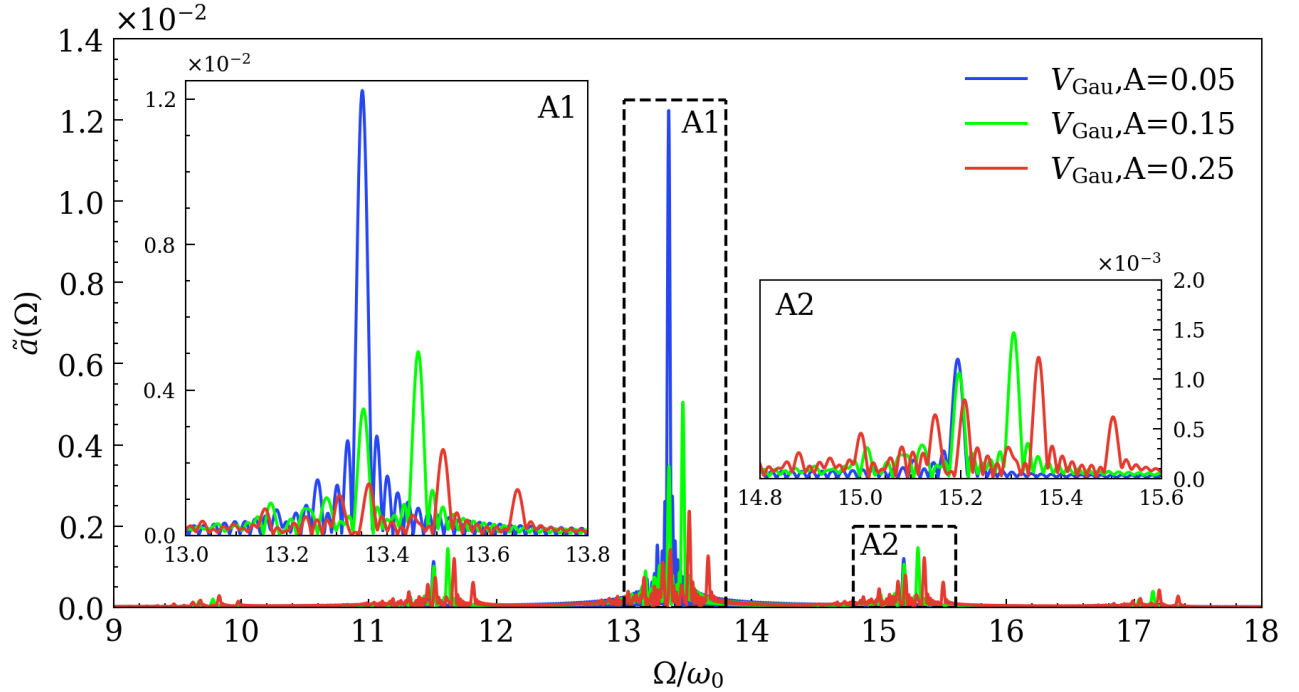 ×10⁻²
1.4
1.2
1.0
0.8
0.6
0.4
0.2
0.0
ã(Ω)
9 10 11 12 13 14 15 16 17 18
Ω/ω₀
V_Gau,A=0.05
V_Gau,A=0.15
V_Gau,A=0.25
A1
A2
×10⁻²
A1
1.2
0.8
0.4
0.0
13.0 13.2 13.4 13.6 13.8
×10⁻³
A2
2.0
1.5
1.0
0.5
0.0
14.8 15.0 15.2 15.4 15.6